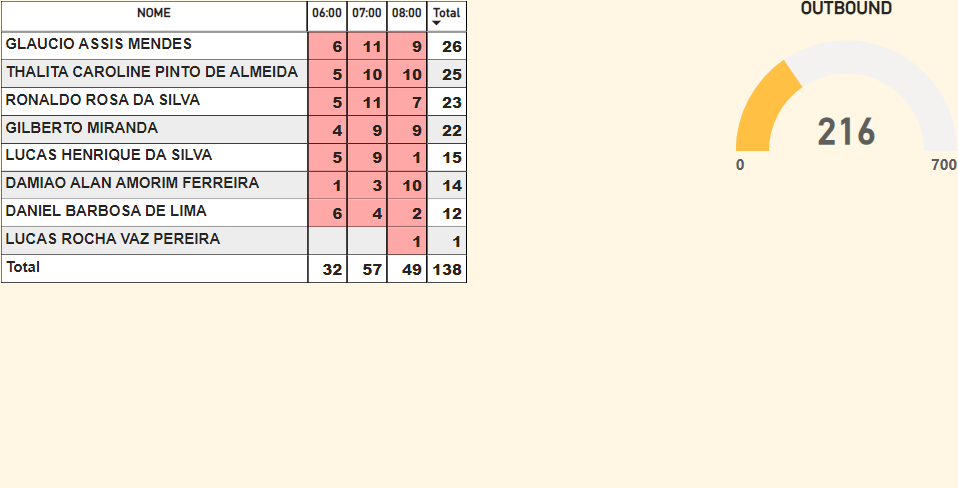 NOME 06:00 07:00 08:00 Total
GLAUCIO ASSIS MENDES 6 11 9 26
THALITA CAROLINE PINTO DE ALMEIDA 5 10 10 25
RONALDO ROSA DA SILVA 5 11 7 23
GILBERTO MIRANDA 4 9 9 22
LUCAS HENRIQUE DA SILVA 5 9 1 15
DAMIAO ALAN AMORIM FERREIRA 1 3 10 14
DANIEL BARBOSA DE LIMA 6 4 2 12
LUCAS ROCHA VAZ PEREIRA 1 1
Total 32 57 49 138
OUTBOUND
216
0 700